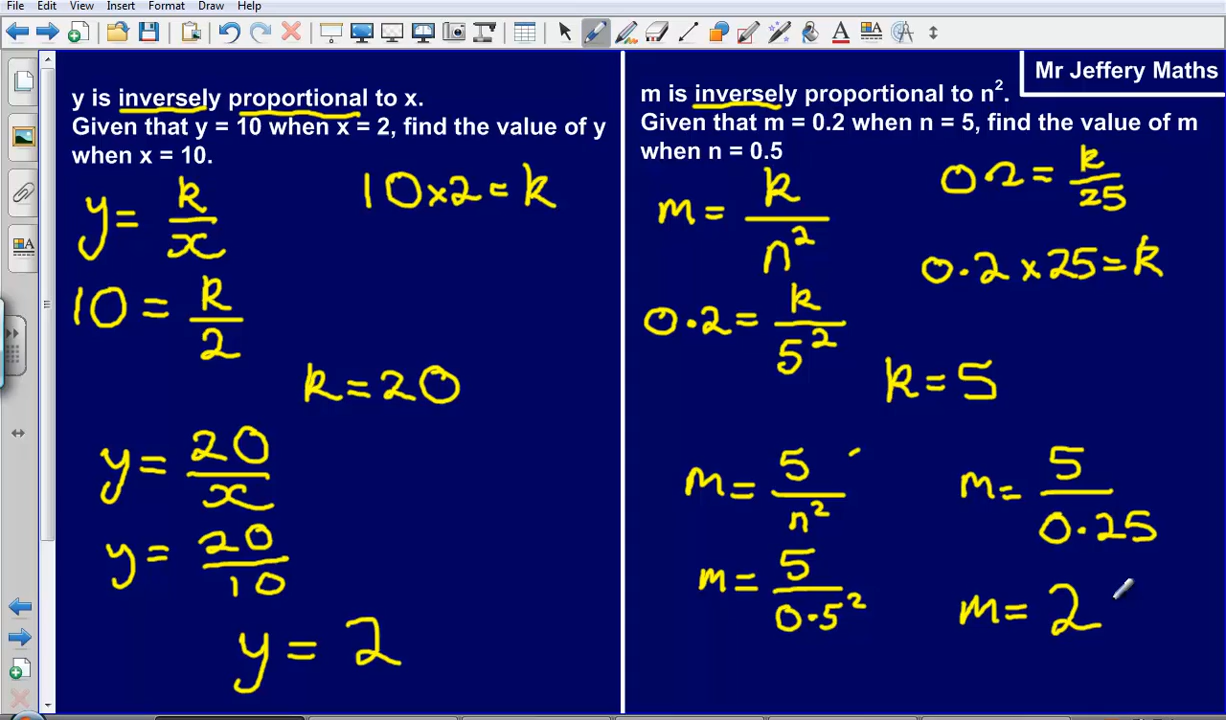 File Edit View Insert Format Draw Help
Mr Jeffery Maths
y is inversely proportional to x.
Given that y = 10 when x = 2, find the value of y
when x = 10.
y = k/x
10 × 2 = k
10 = k/2
k = 20
y = 20/x
y = 20/10
y = 2
m is inversely proportional to n².
Given that m = 0.2 when n = 5, find the value of m
when n = 0.5
m = k/n²
0.2 = k/25
0.2 × 25 = k
0.2 = k/5²
k = 5
m = 5/n²
m = 5/0.25
m = 5/0.5²
m = 2